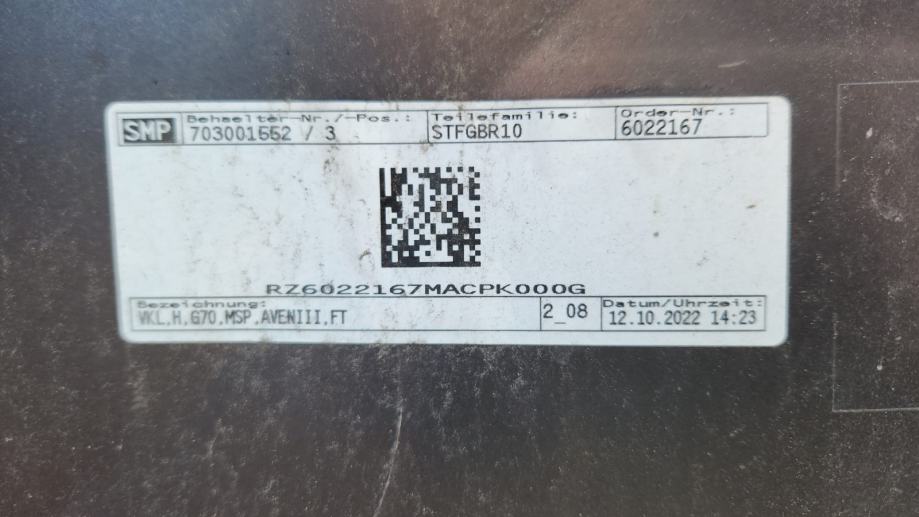 SMP Behaelter-Nr./-Pos.: Teilefamilie: Order-Nr.:
703001552 / 3 STFGBR10 6022167
RZ6022167MACPK000G
Bezeichnung: 2_08 Datum/Uhrzeit:
VKL,H,G70,MSP,AVENIII,FT 12.10.2022 14:23